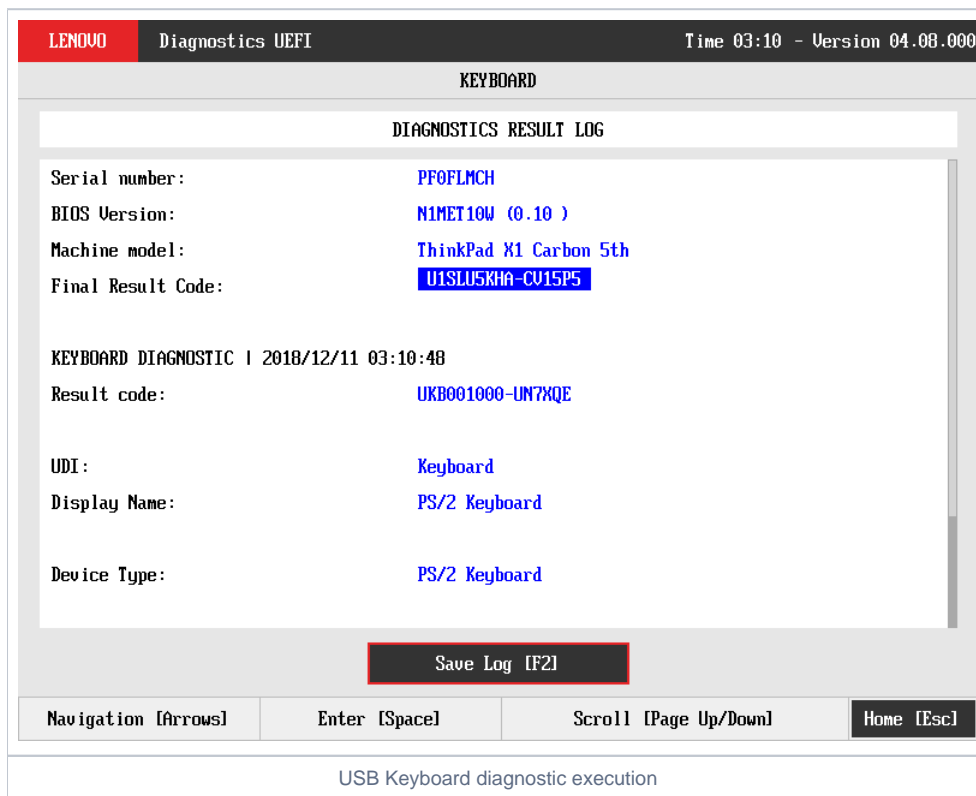 LENOVO Diagnostics UEFI Time 03:10 - Version 04.08.000
KEYBOARD
DIAGNOSTICS RESULT LOG
Serial number: PF0FLMCH
BIOS Version: N1MET10W (0.10 )
Machine model: ThinkPad X1 Carbon 5th
Final Result Code: U1SLU5KHA-CV15P5
KEYBOARD DIAGNOSTIC | 2018/12/11 03:10:48
Result code: UKB001000-UN7XQE
UDI: Keyboard
Display Name: PS/2 Keyboard
Device Type: PS/2 Keyboard
Save Log [F2]
Navigation [Arrows] Enter [Space] Scroll [Page Up/Down] Home [Esc]
USB Keyboard diagnostic execution